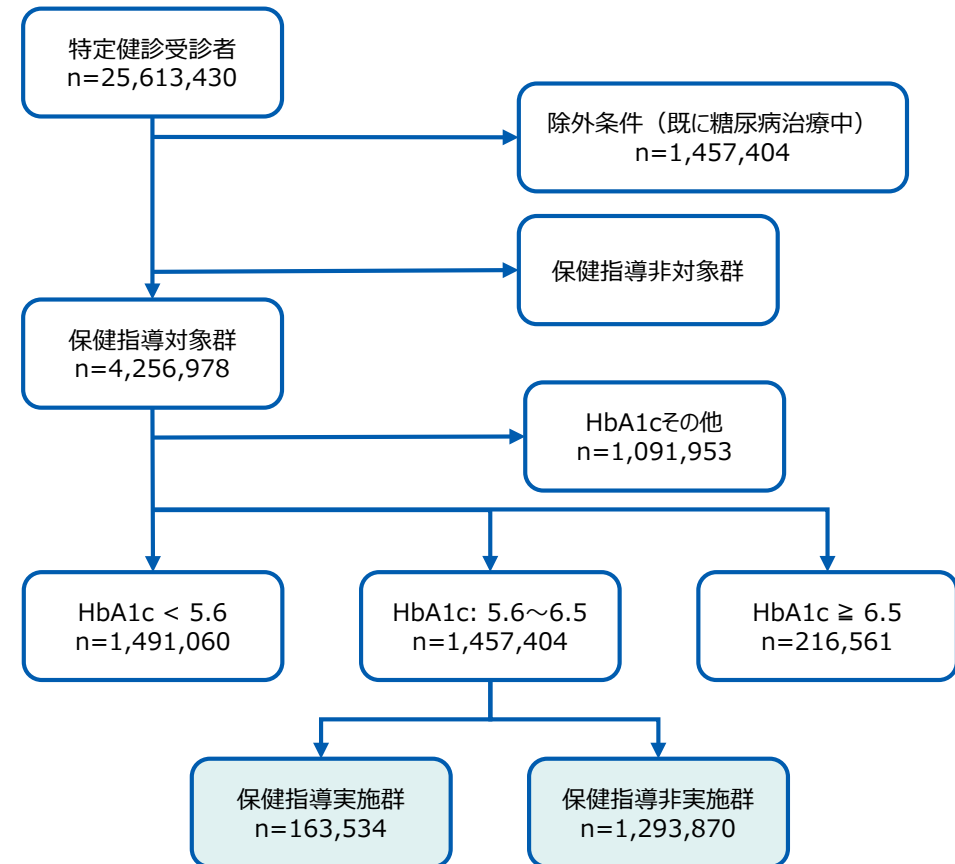 特定健診受診者
n=25,613,430
除外条件（既に糖尿病治療中）
n=1,457,404
保健指導非対象群
保健指導対象群
n=4,256,978
HbA1cその他
n=1,091,953
HbA1c < 5.6
n=1,491,060
HbA1c: 5.6～6.5
n=1,457,404
HbA1c ≧ 6.5
n=216,561
保健指導実施群
n=163,534
保健指導非実施群
n=1,293,870